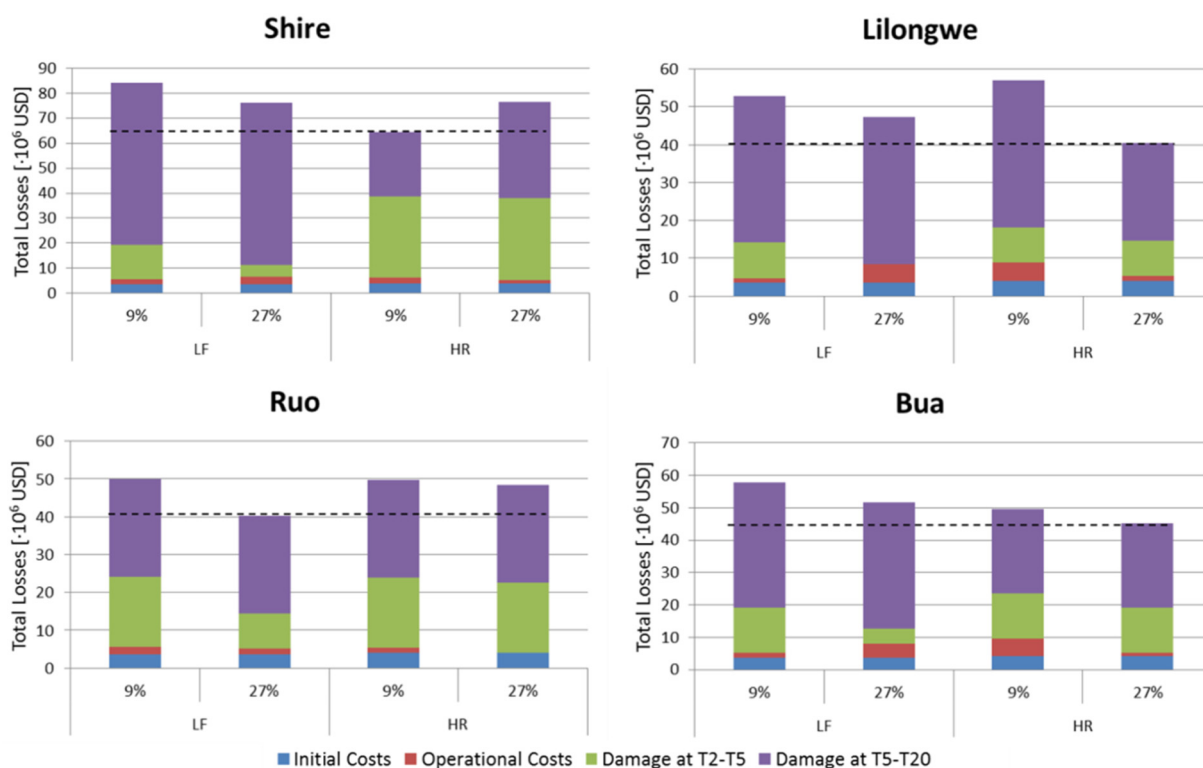 Shire
Total Losses [·10⁶ USD]
90
80
70
60
50
40
30
20
10
0
9% 27% 9% 27%
LF HR
Lilongwe
Total Losses [·10⁶ USD]
60
50
40
30
20
10
0
9% 27% 9% 27%
LF HR
Ruo
Total Losses [·10⁶ USD]
60
50
40
30
20
10
0
9% 27% 9% 27%
LF HR
Bua
Total Losses [·10⁶ USD]
70
60
50
40
30
20
10
0
9% 27% 9% 27%
LF HR
Initial Costs Operational Costs Damage at T2-T5 Damage at T5-T20